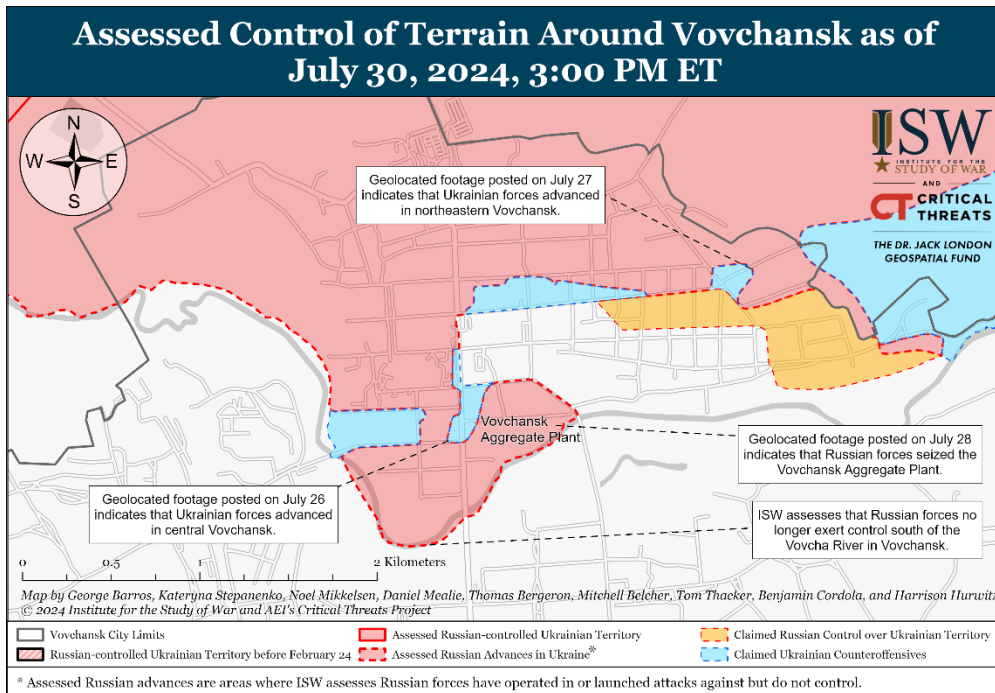 Assessed Control of Terrain Around Vovchansk as of
July 30, 2024, 3:00 PM ET
N
W
E
S
ISW
INSTITUTE FOR THE
STUDY OF WAR
AND
CT CRITICAL
THREATS
THE DR. JACK LONDON
GEOSPATIAL FUND
Geolocated footage posted on July 27
indicates that Ukrainian forces advanced
in northeastern Vovchansk.
Vovchansk
Aggregate Plant
Geolocated footage posted on July 28
indicates that Russian forces seized the
Vovchansk Aggregate Plant.
Geolocated footage posted on July 26
indicates that Ukrainian forces advanced
in central Vovchansk.
ISW assesses that Russian forces no
longer exert control south of the
Vovcha River in Vovchansk.
0 0.5 1 2 Kilometers
Map by George Barros, Kateryna Stepanenko, Noel Mikkelsen, Daniel Mealie, Thomas Bergeron, Mitchell Belcher, Tom Thacker, Benjamin Cordola, and Harrison Hurwitz
© 2024 Institute for the Study of War and AEI's Critical Threats Project
Vovchansk City Limits
Assessed Russian-controlled Ukrainian Territory
Claimed Russian Control over Ukrainian Territory
Russian-controlled Ukrainian Territory before February 24
Assessed Russian Advances in Ukraine*
Claimed Ukrainian Counteroffensives
* Assessed Russian advances are areas where ISW assesses Russian forces have operated in or launched attacks against but do not control.